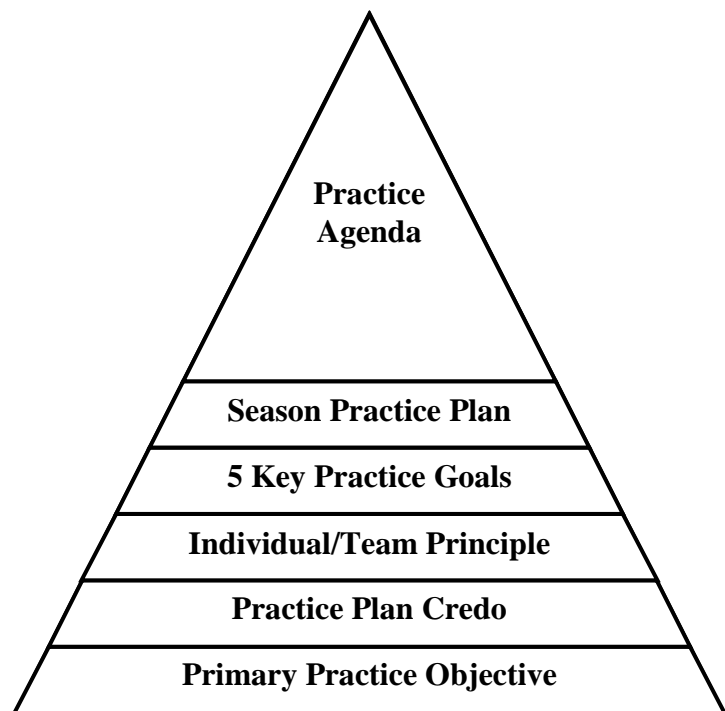 Practice
Agenda
Season Practice Plan
5 Key Practice Goals
Individual/Team Principle
Practice Plan Credo
Primary Practice Objective